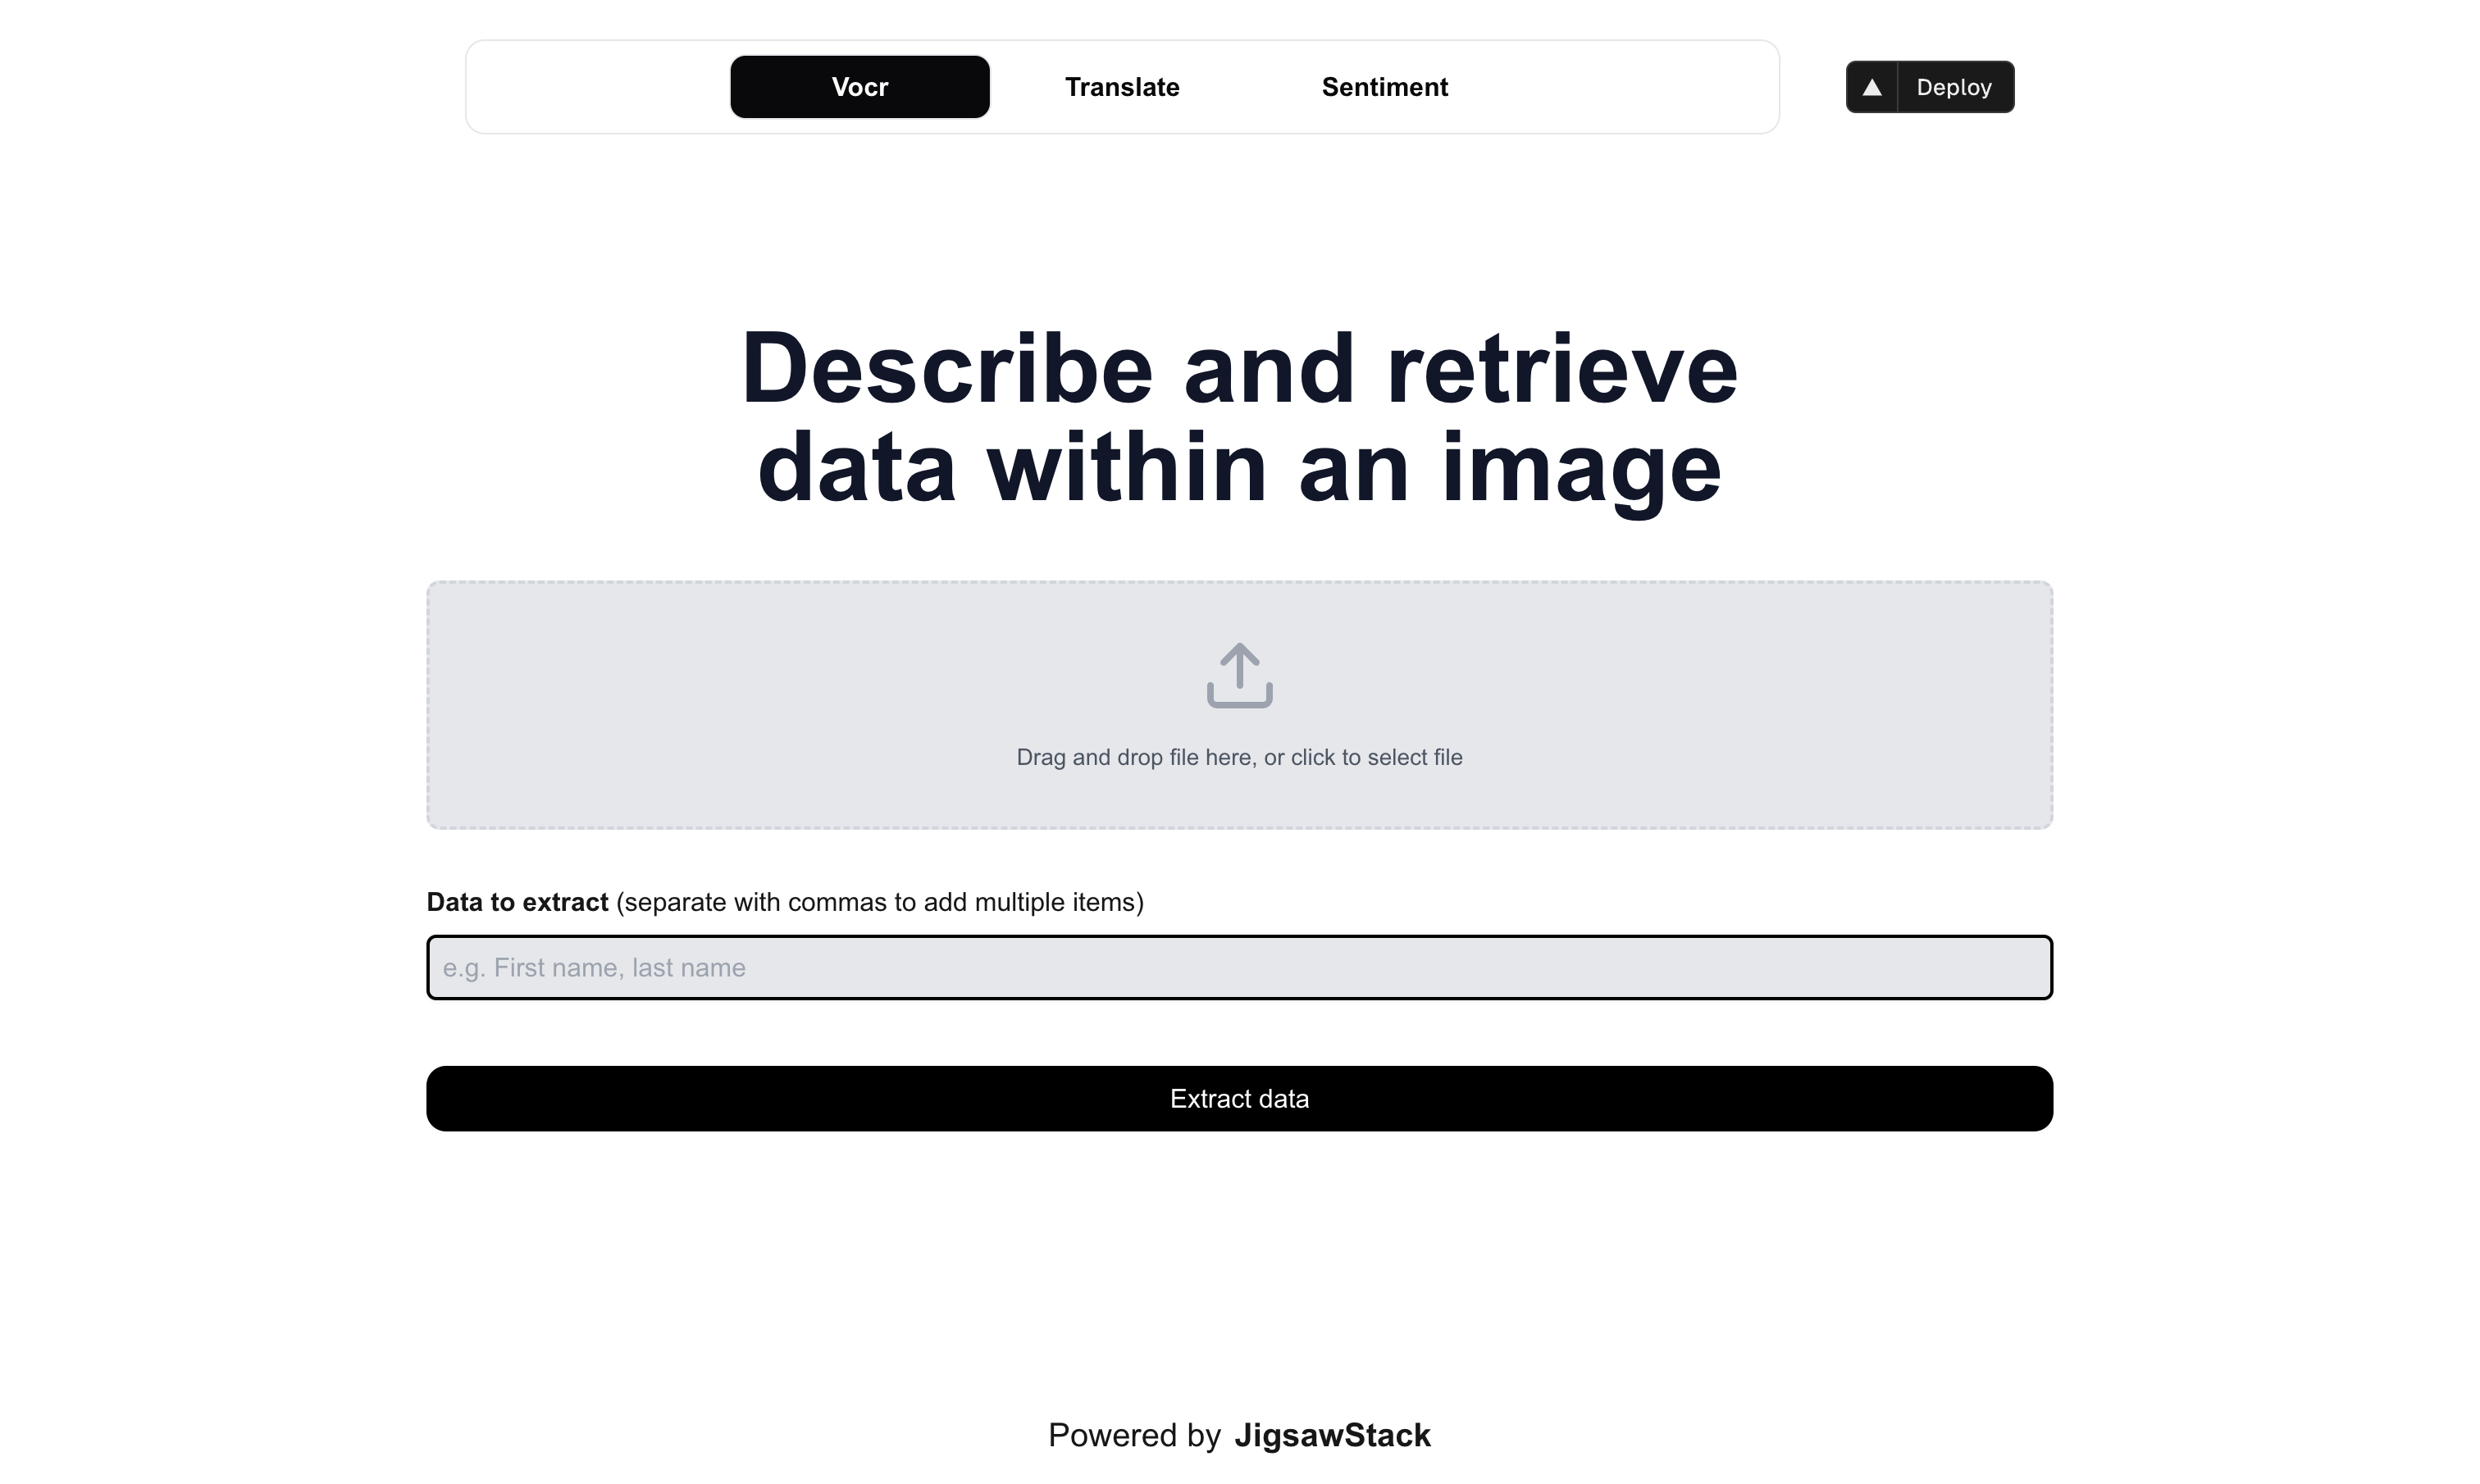 Vocr
Translate
Sentiment
Deploy
Describe and retrieve
data within an image
Drag and drop file here, or click to select file
Data to extract (separate with commas to add multiple items)
e.g. First name, last name
Extract data
Powered by JigsawStack